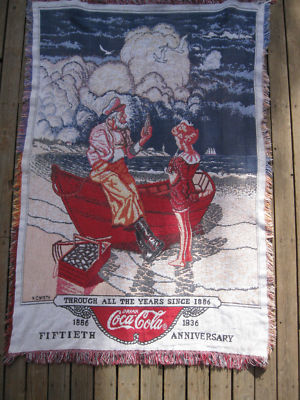 N.C. WYETH
THROUGH ALL THE YEARS SINCE 1886
DRINK
1886 Coca-Cola 1936
FIFTIETH ANNIVERSARY